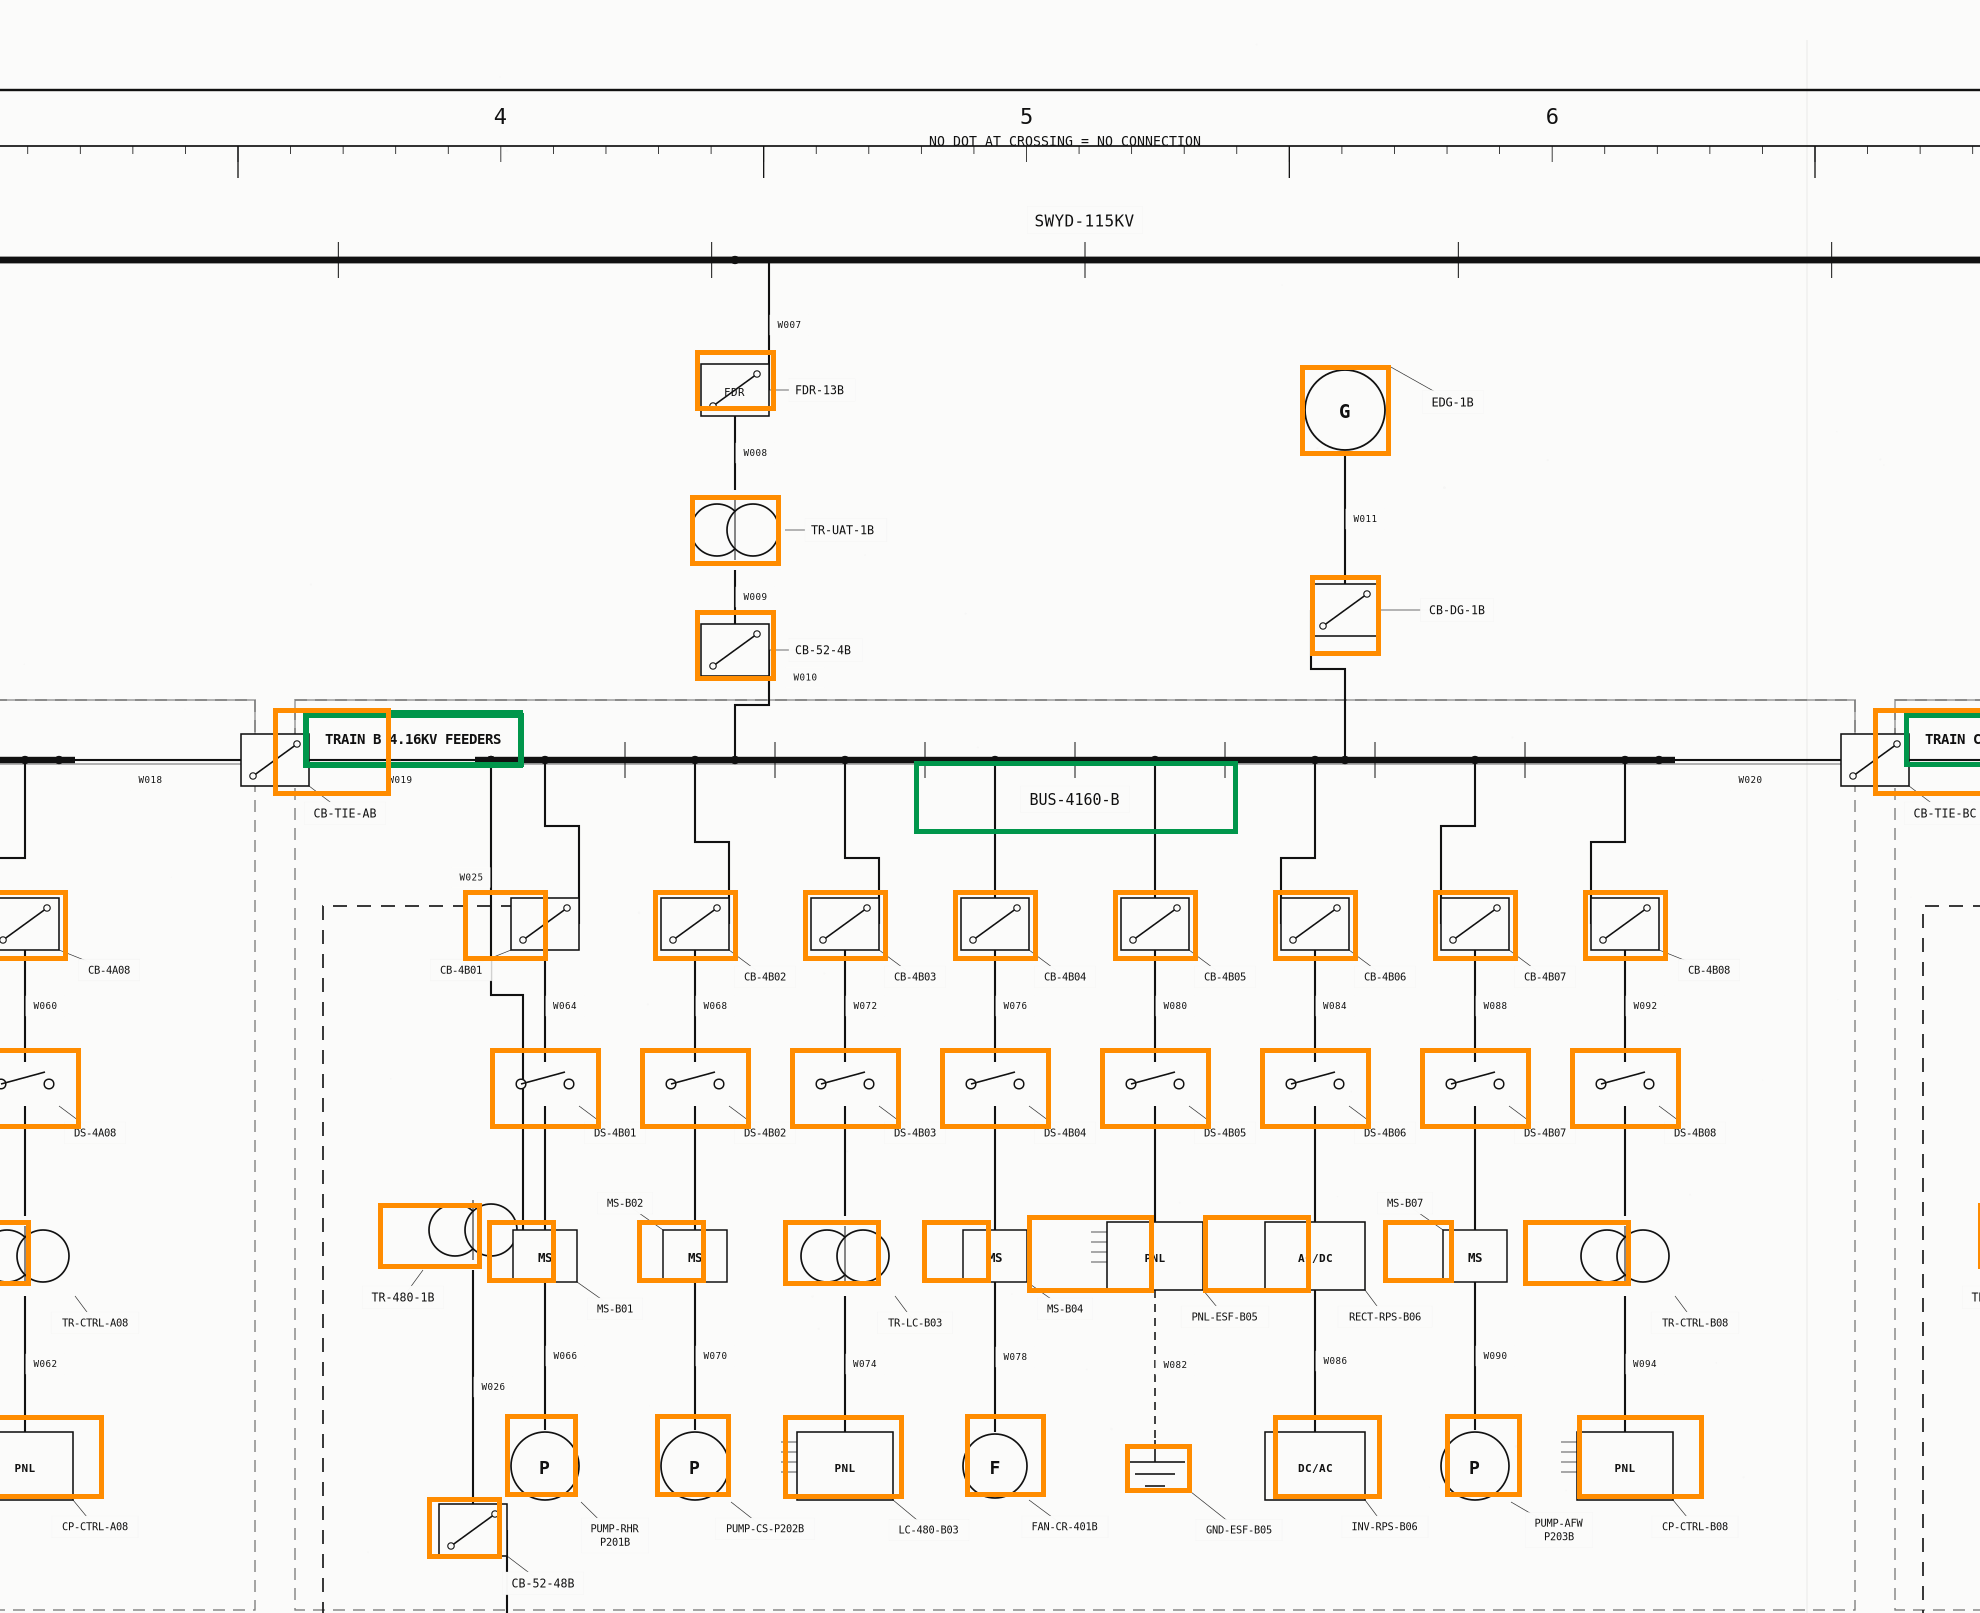 4 5 6
NO DOT AT CROSSING = NO CONNECTION
SWYD-115KV
W007
FDR
FDR-13B
G
EDG-1B
W008
TR-UAT-1B
W011
W009
CB-DG-1B
CB-52-4B
W010
TRAIN B 4.16KV FEEDERS
TRAIN C
W018
W019
W020
BUS-4160-B
CB-TIE-AB
CB-TIE-BC
W025
CB-4A08
CB-4B01
CB-4B02
CB-4B03
CB-4B04
CB-4B05
CB-4B06
CB-4B07
CB-4B08
W060
W064
W068
W072
W076
W080
W084
W088
W092
DS-4A08
DS-4B01
DS-4B02
DS-4B03
DS-4B04
DS-4B05
DS-4B06
DS-4B07
DS-4B08
MS-B02
MS-B07
MS
MS
MS
PNL
AC/DC
MS
TR-480-1B
MS-B01
MS-B04
PNL-ESF-B05
RECT-RPS-B06
TR-CTRL-A08
TR-LC-B03
TR-CTRL-B08
W062
W066
W070
W074
W078
W082
W086
W090
W094
W026
PNL
P
P
PNL
F
DC/AC
P
PNL
CP-CTRL-A08
PUMP-RHR
P201B
PUMP-CS-P202B
LC-480-B03
FAN-CR-401B
GND-ESF-B05
INV-RPS-B06
PUMP-AFW
P203B
CP-CTRL-B08
CB-52-48B